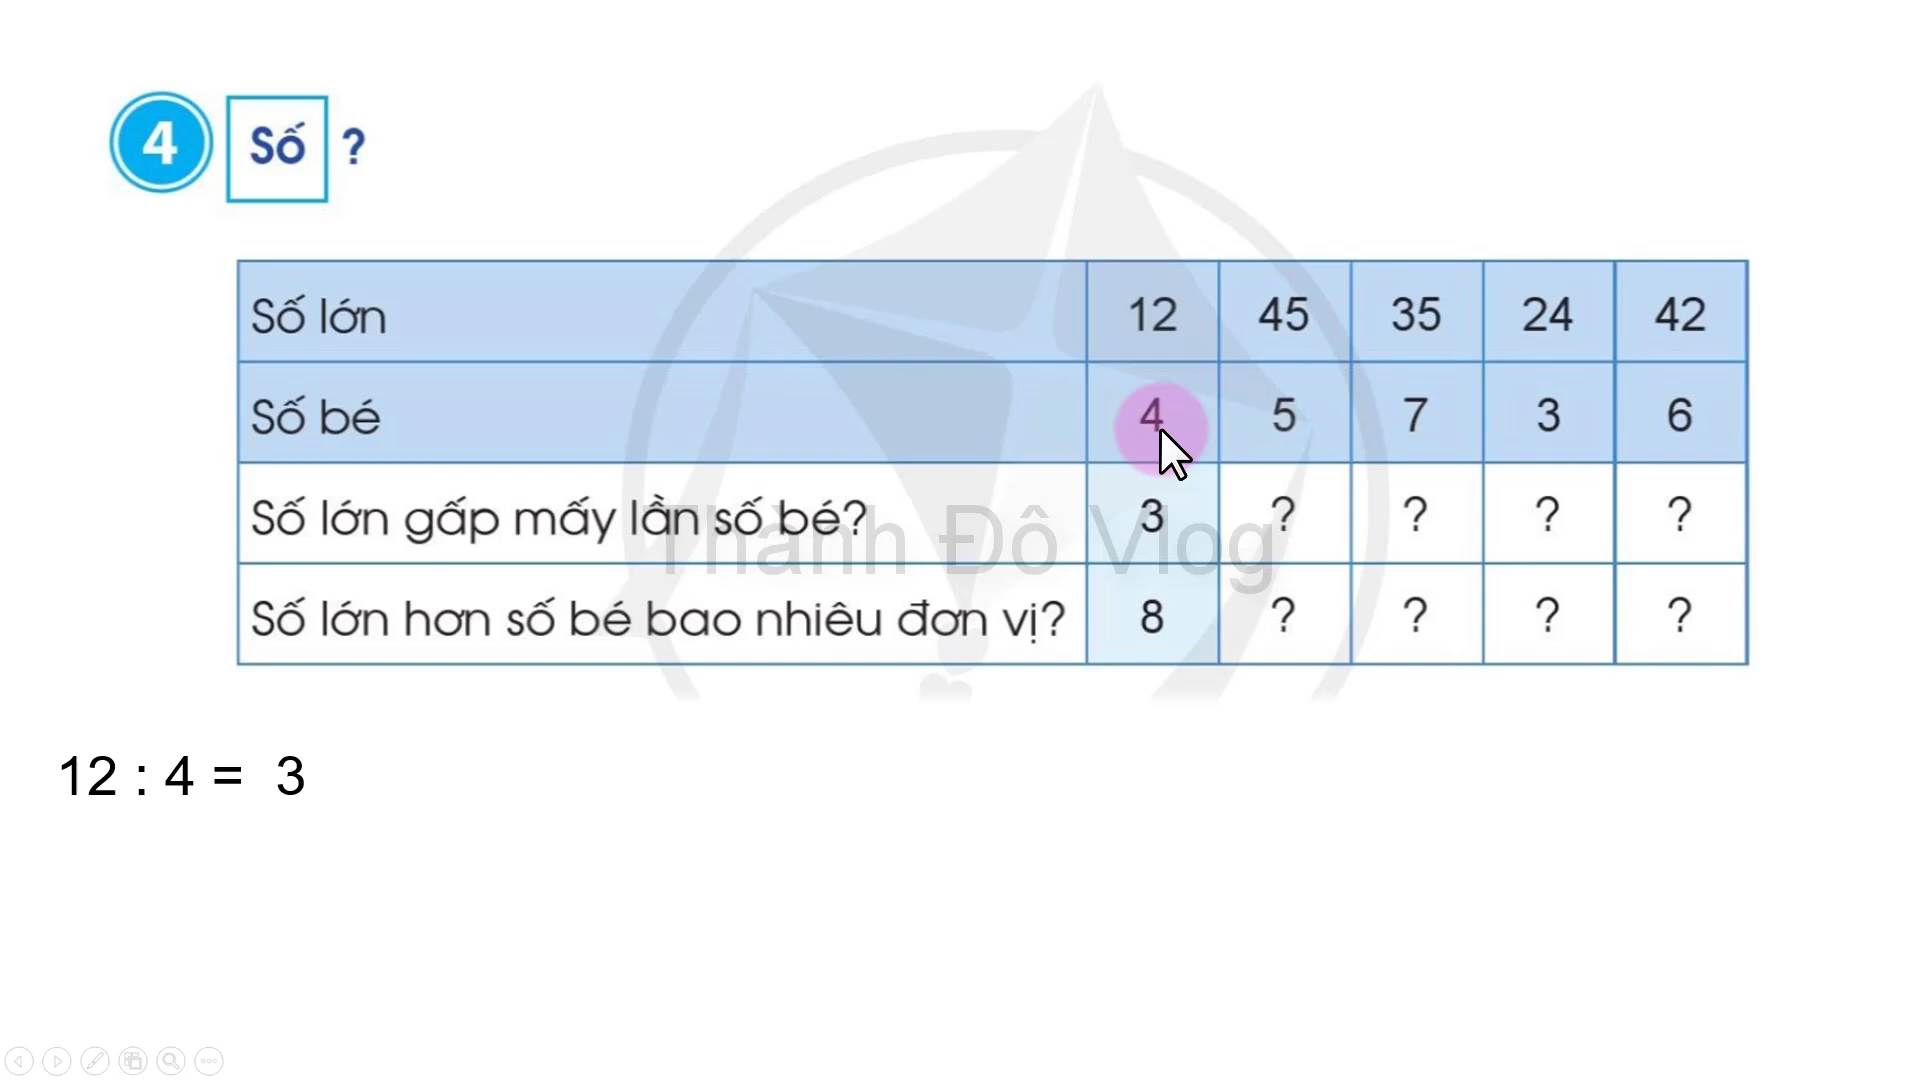 4 Số ?
Số lớn 12 45 35 24 42
Số bé 4 5 7 3 6
Số lớn gấp mấy lần số bé? 3 ? ? ? ?
Thành Đô Vlog
Số lớn hơn số bé bao nhiêu đơn vị? 8 ? ? ? ?
12 : 4 = 3